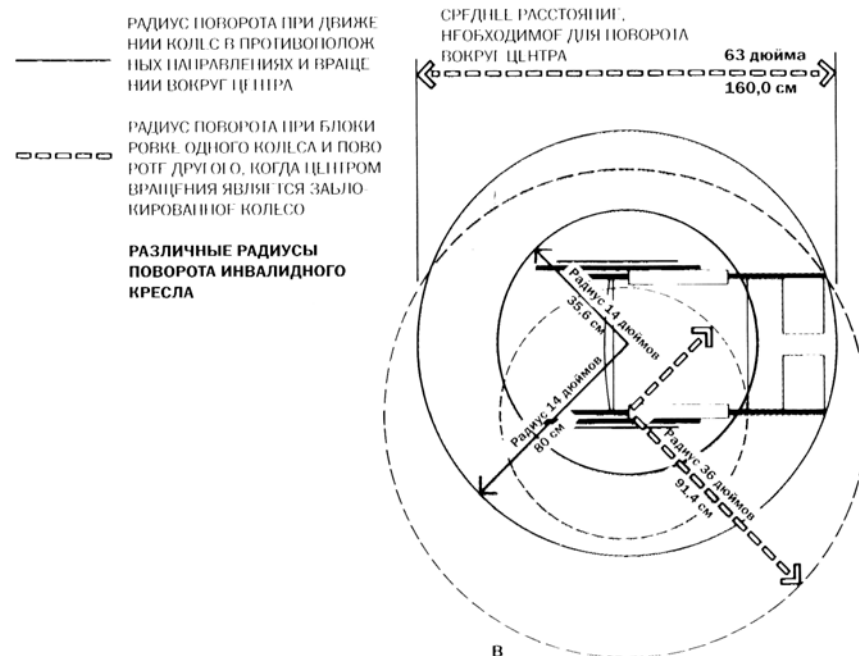 РАДИУС ПОВОРОТА ПРИ ДВИЖЕ
НИИ КОЛЕС В ПРОТИВОПОЛОЖ
НЫХ НАПРАВЛЕНИЯХ И ВРАЩЕ
НИИ ВОКРУГ ЦЕНТРА
РАДИУС ПОВОРОТА ПРИ БЛОКИ
РОВКЕ ОДНОГО КОЛЕСА И ПОВО
РОТЕ ДРУГОГО, КОГДА ЦЕНТРОМ
ВРАЩЕНИЯ ЯВЛЯЕТСЯ ЗАБЛО-
КИРОВАННОЕ КОЛЕСО
РАЗЛИЧНЫЕ РАДИУСЫ
ПОВОРОТА ИНВАЛИДНОГО
КРЕСЛА
СРЕДНЕЕ РАССТОЯНИЕ,
НЕОБХОДИМОЕ ДЛЯ ПОВОРОТА
ВОКРУГ ЦЕНТРА
63 дюйма
160,0 см
Радиус 14 дюймов
35.6 см
Радиус 14 дюймов
80 см
Радиус 36 дюймов
91.4 см
В